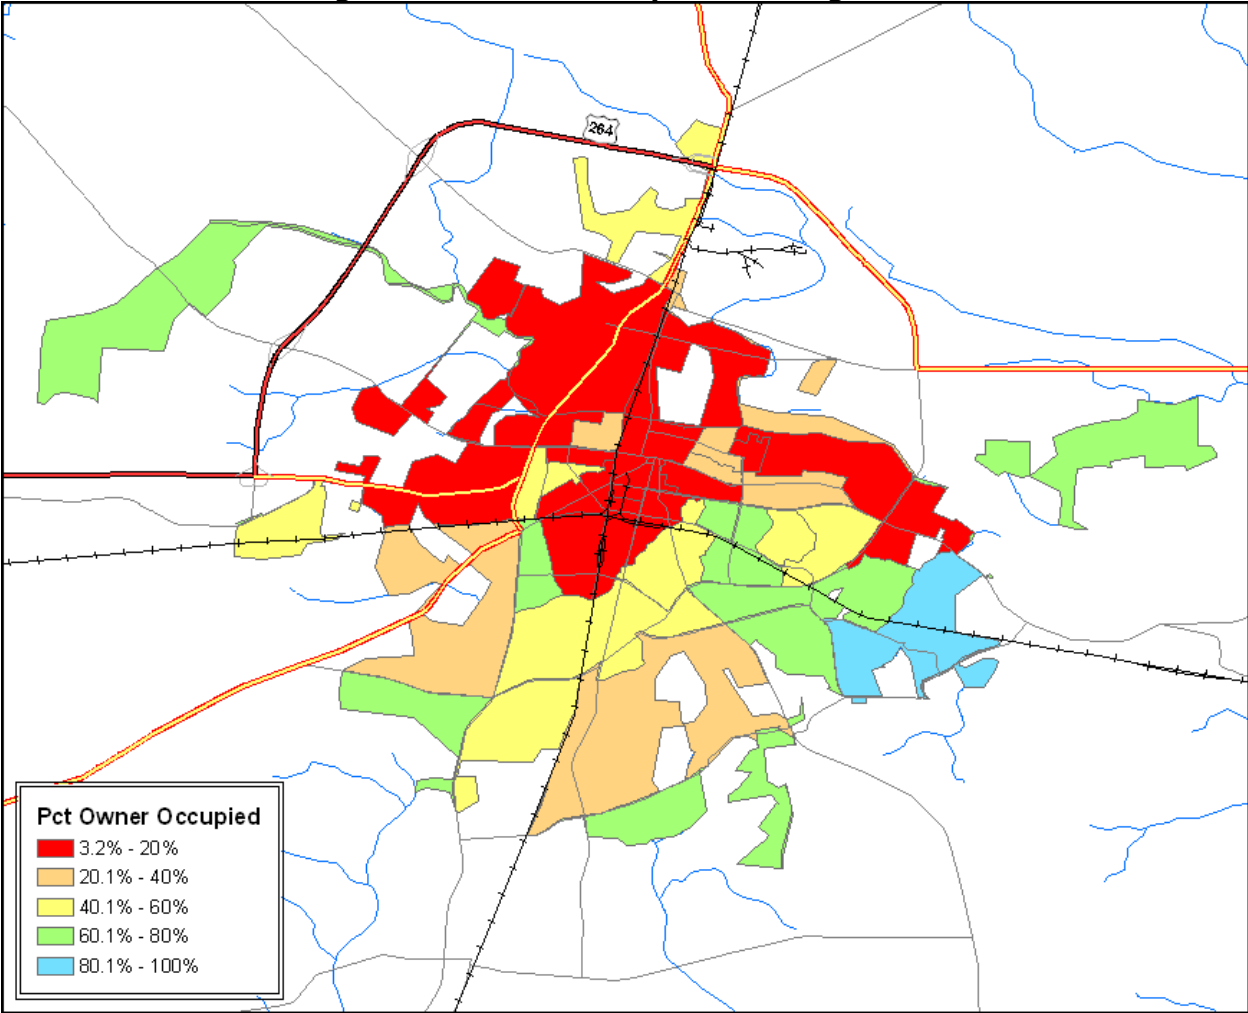 264
Pct Owner Occupied
3.2% - 20%
20.1% - 40%
40.1% - 60%
60.1% - 80%
80.1% - 100%